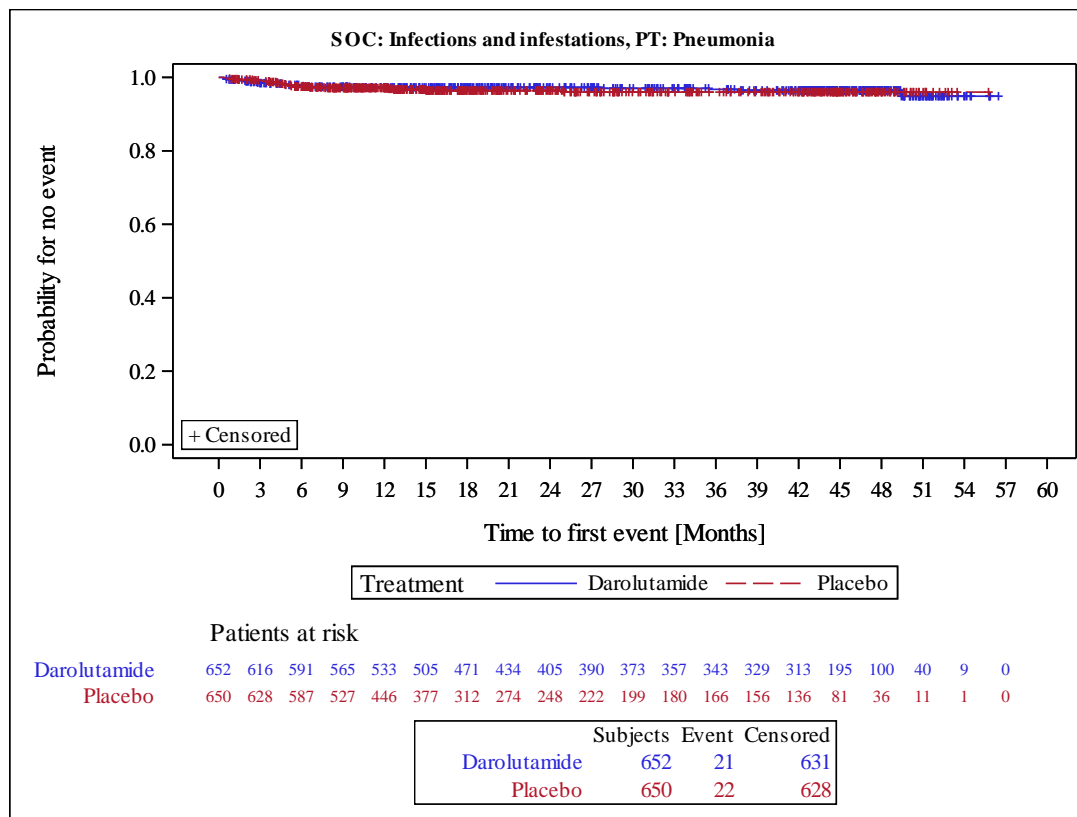 SOC: Infections and infestations, PT: Pneumonia
1.0
0.8
0.6
0.4
0.2
0.0
Probability for no event
+ Censored
0 3 6 9 12 15 18 21 24 27 30 33 36 39 42 45 48 51 54 57 60
Time to first event [Months]
Treatment Darolutamide Placebo
Patients at risk
Darolutamide 652 616 591 565 533 505 471 434 405 390 373 357 343 329 313 195 100 40 9 0
Placebo 650 628 587 527 446 377 312 274 248 222 199 180 166 156 136 81 36 11 1 0
Subjects Event Censored
Darolutamide 652 21 631
Placebo 650 22 628